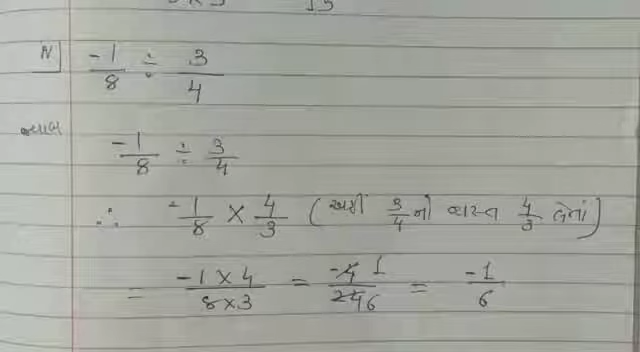 N] -1/8 ÷ 3/4
જવાબ -1/8 ÷ 3/4
∴ -1/8 × 4/3 (અહીં 3/4 નો વ્યસ્ત 4/3 લેતાં)
= -1×4/8×3 = -4 1/24 6 = -1/6